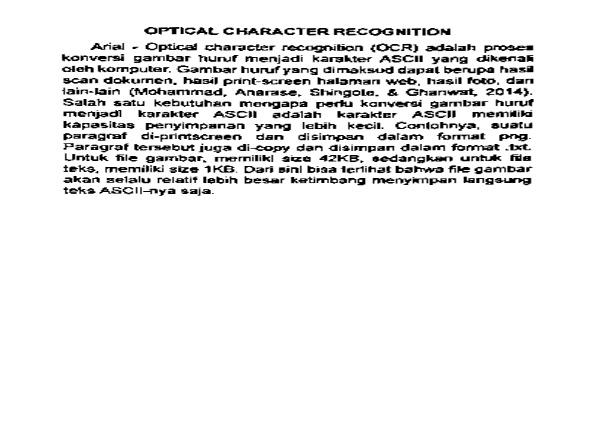 OPTICAL CHARACTER RECOGNITION
Arial - Optical character recognition (OCR) adalah proses
konversi gambar huruf menjadi karakter ASCII yang dikenali
oleh komputer. Gambar huruf yang dimaksud dapat berupa hasil
scan dokumen, hasil print-screen halaman web, hasil foto, dan
lain-lain (Mohammad, Anarase, Shingote, & Ghanwat, 2014).
Salah satu kebutuhan mengapa perlu konversi gambar huruf
menjadi karakter ASCII adalah karakter ASCII memiliki
kapasitas penyimpanan yang lebih kecil. Contohnya, suatu
paragraf di-printscreen dan disimpan dalam format png.
Paragraf tersebut juga di-copy dan disimpan dalam format .txt.
Untuk file gambar, memiliki size 42KB, sedangkan untuk file
teks, memiliki size 1KB. Dari sini bisa terlihat bahwa file gambar
akan selalu relatif lebih besar ketimbang menyimpan langsung
teks ASCII-nya saja.